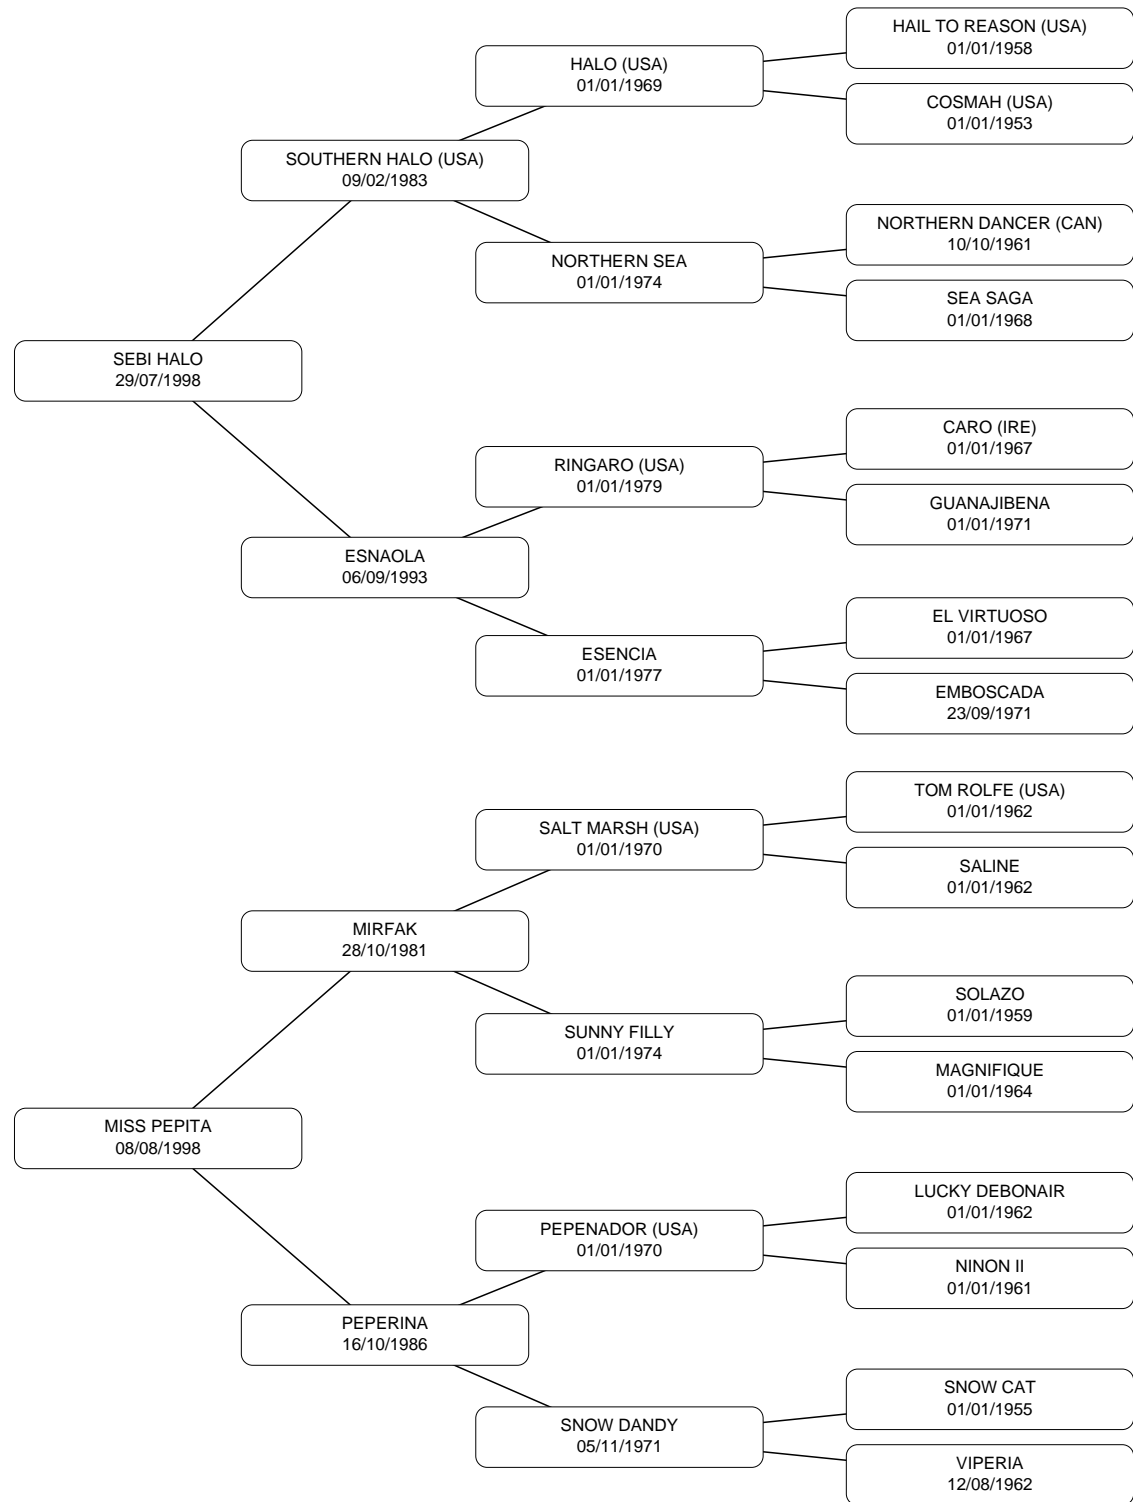 HAIL TO REASON (USA)
01/01/1958
HALO (USA)
01/01/1969
COSMAH (USA)
01/01/1953
SOUTHERN HALO (USA)
09/02/1983
NORTHERN DANCER (CAN)
10/10/1961
NORTHERN SEA
01/01/1974
SEA SAGA
01/01/1968
SEBI HALO
29/07/1998
CARO (IRE)
01/01/1967
RINGARO (USA)
01/01/1979
GUANAJIBENA
01/01/1971
ESNAOLA
06/09/1993
EL VIRTUOSO
01/01/1967
ESENCIA
01/01/1977
EMBOSCADA
23/09/1971
TOM ROLFE (USA)
01/01/1962
SALT MARSH (USA)
01/01/1970
SALINE
01/01/1962
MIRFAK
28/10/1981
SOLAZO
01/01/1959
SUNNY FILLY
01/01/1974
MAGNIFIQUE
01/01/1964
MISS PEPITA
08/08/1998
LUCKY DEBONAIR
01/01/1962
PEPENADOR (USA)
01/01/1970
NINON II
01/01/1961
PEPERINA
16/10/1986
SNOW CAT
01/01/1955
SNOW DANDY
05/11/1971
VIPERIA
12/08/1962